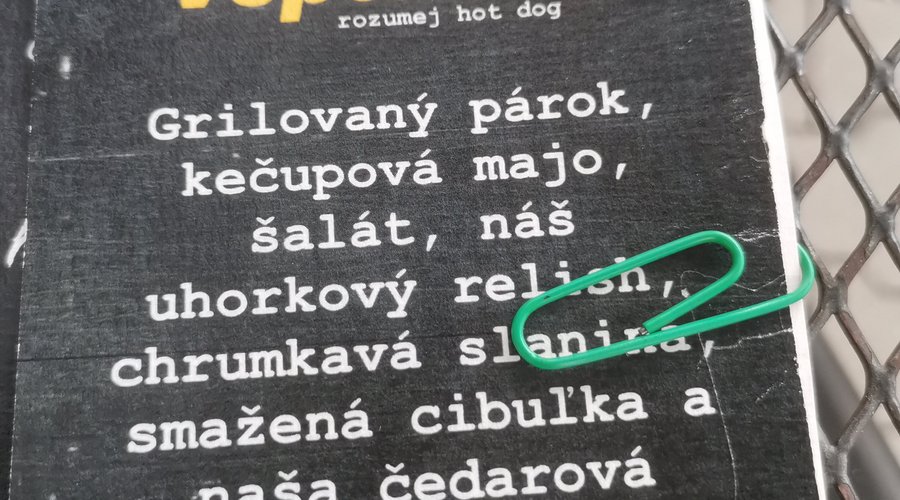 rozumej hot dog
Grilovaný párok,
kečupová majo,
šalát, náš
uhorkový relish,
chrumkavá slanina,
smažená cibuľka a
naša čedarová